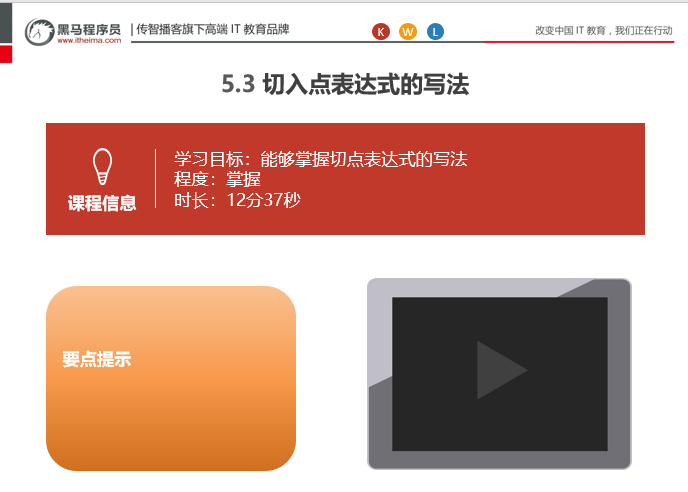 黑马程序员
www.itheima.com
传智播客旗下高端 IT 教育品牌
K W L
改变中国 IT 教育，我们正在行动
5.3 切入点表达式的写法
课程信息
学习目标：能够掌握切点表达式的写法
程度：掌握
时长：12分37秒
要点提示